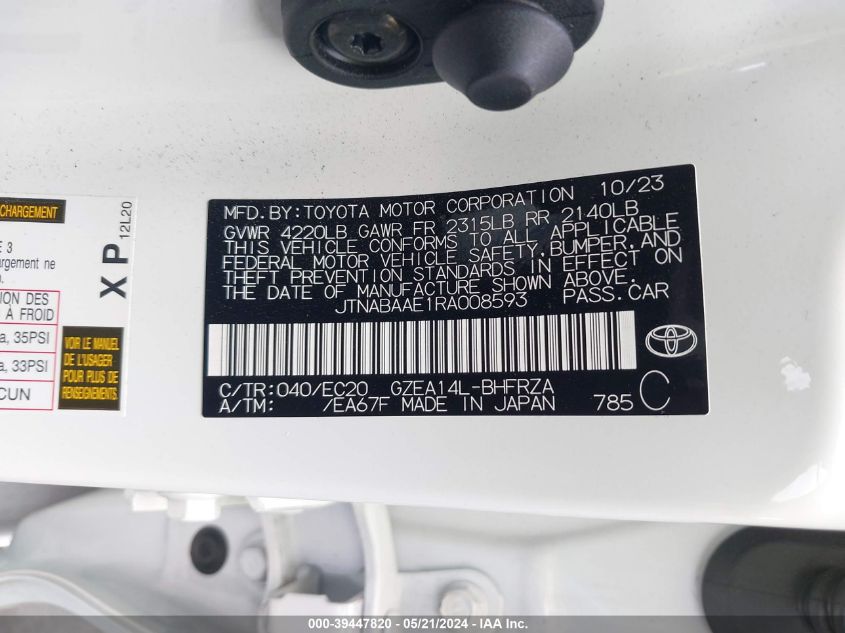 CHARGEMENT
E 3
argement ne
n.
ION DES
À FROID
a, 35PSI
a, 33PSI
CUN
X P
12L20
VOIR LE MANUEL
DE L'USAGER
POUR PLUS DE
RENSEIGNEMENTS
MFD. BY: TOYOTA MOTOR CORPORATION 10/23
GVWR 4220LB GAWR FR 2315LB RR 2140LB
THIS VEHICLE CONFORMS TO ALL APPLICABLE
FEDERAL MOTOR VEHICLE SAFETY, BUMPER, AND
THEFT PREVENTION STANDARDS IN EFFECT ON
THE DATE OF MANUFACTURE SHOWN ABOVE.
JTNABAAE1RA008593 PASS. CAR
C/TR: 040/EC20 GZEA14L-BHFRZA
A/TM: /EA67F MADE IN JAPAN 785 C
000-39447820 / 05/21/2024 - IAA Inc.